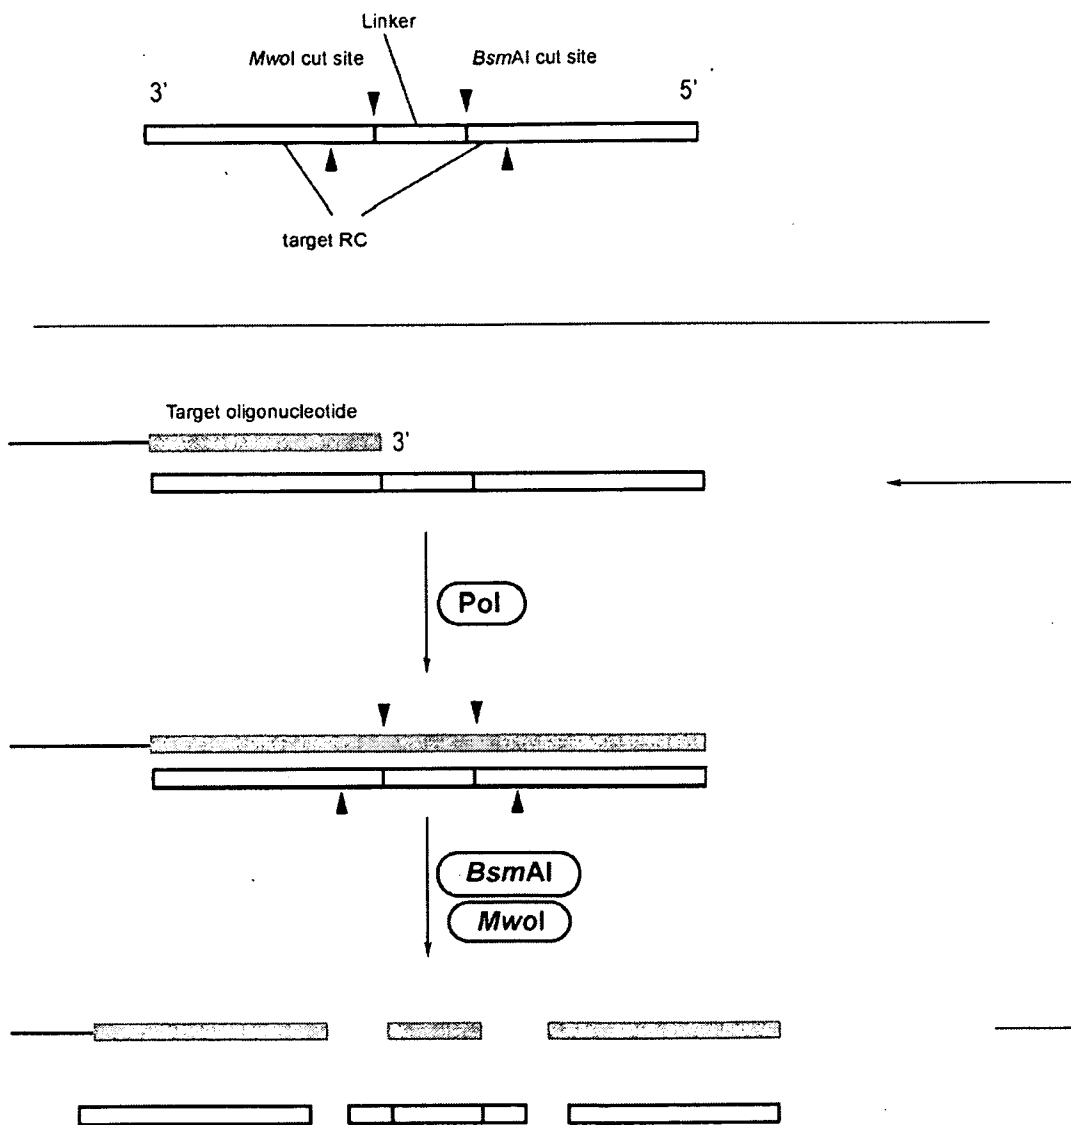 Linker
MwoI cut site
BsmAI cut site
3'
5'
target RC
Target oligonucleotide
3'
Pol
BsmAI
MwoI